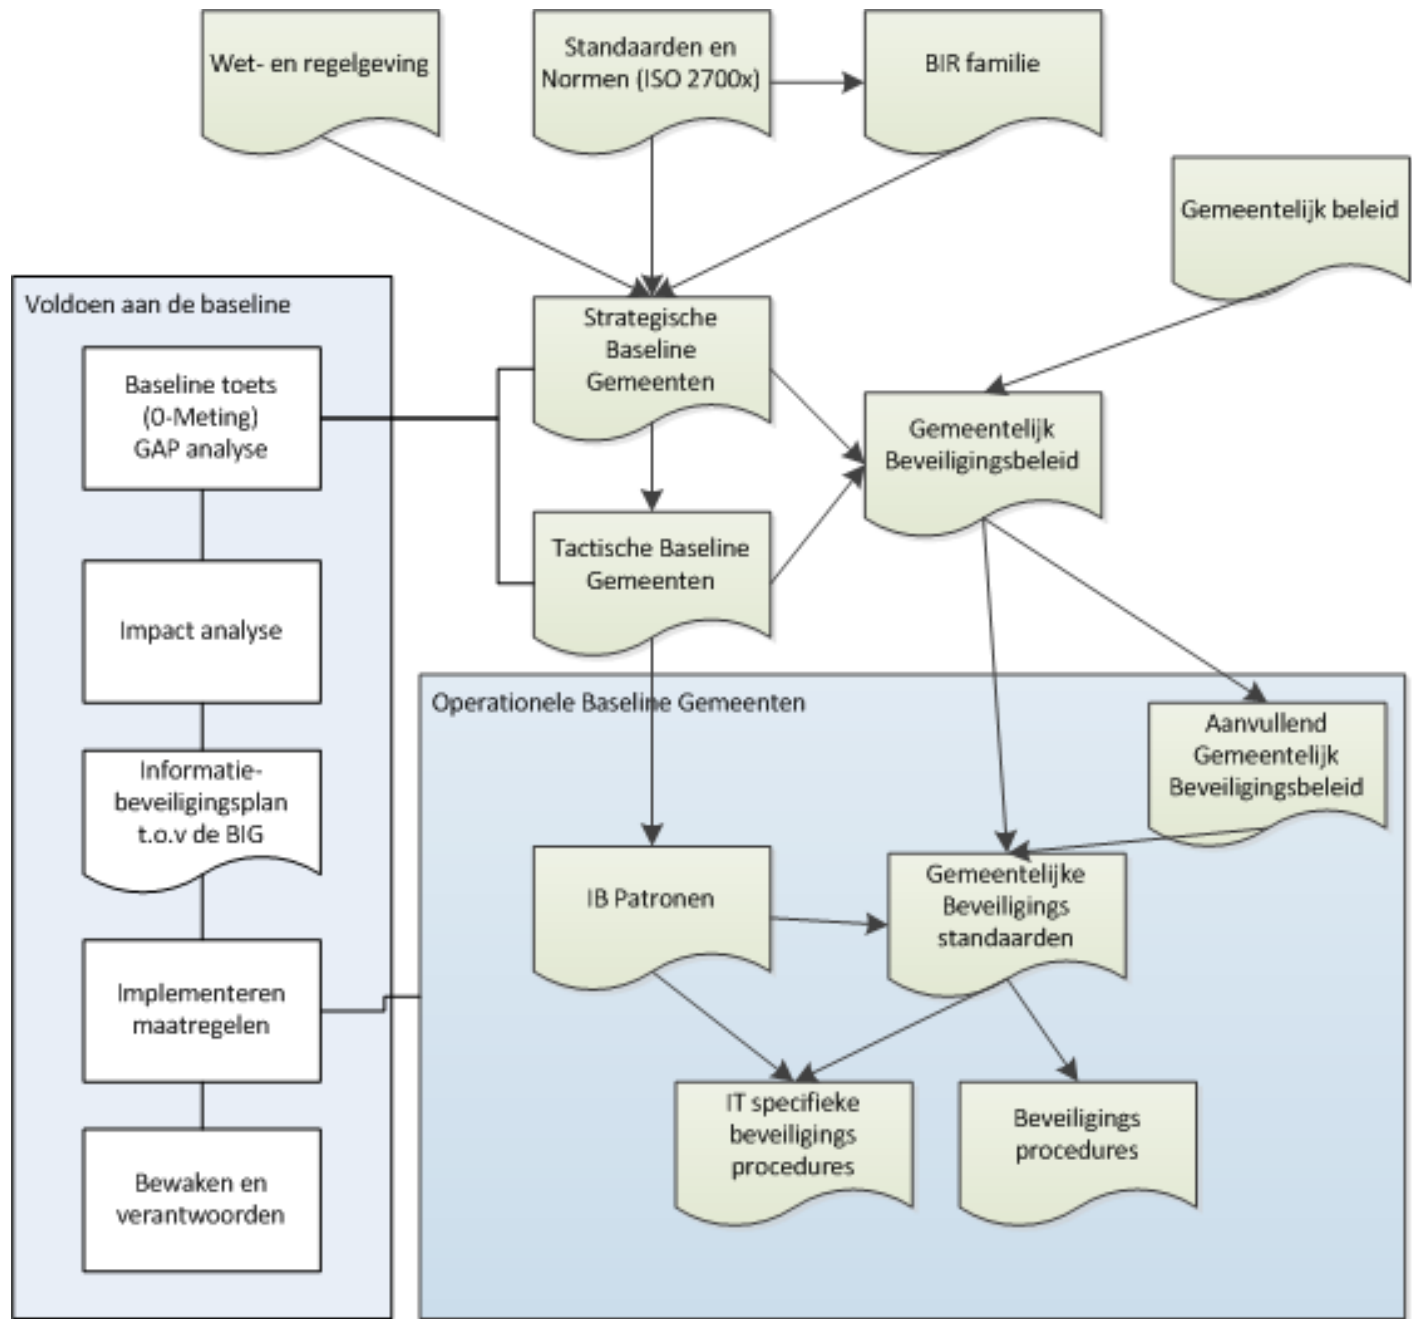 Wet- en regelgeving
Standaarden en
Normen (ISO 2700x)
BIR familie
Gemeentelijk beleid
Voldoen aan de baseline
Baseline toets
(0-Meting)
GAP analyse
Impact analyse
Informatie-
beveiligingsplan
t.o.v de BIG
Implementeren
maatregelen
Bewaken en
verantwoorden
Strategische
Baseline
Gemeenten
Tactische Baseline
Gemeenten
Gemeentelijk
Beveiligingsbeleid
Operationele Baseline Gemeenten
Aanvullend
Gemeentelijk
Beveiligingsbeleid
IB Patronen
Gemeentelijke
Beveiligings
standaarden
IT specifieke
beveiligings
procedures
Beveiligings
procedures